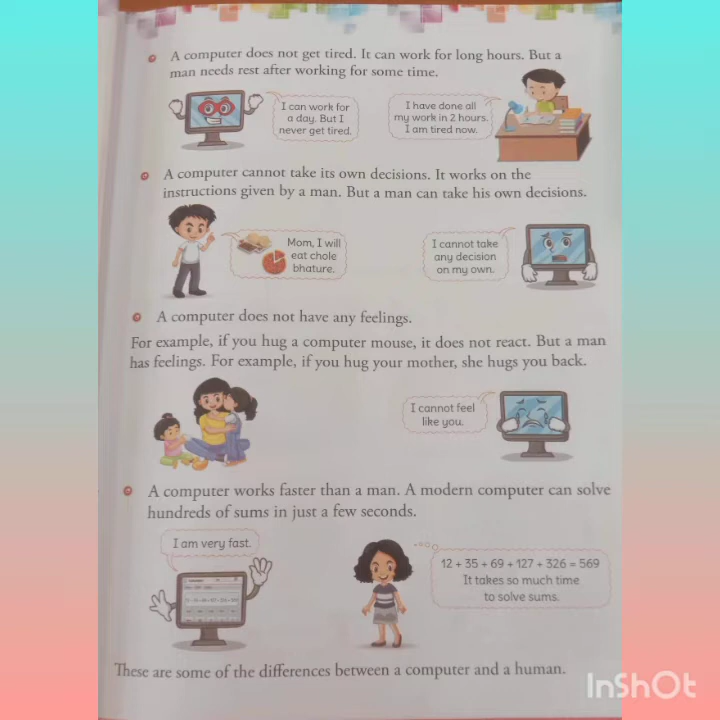 A computer does not get tired. It can work for long hours. But a
man needs rest after working for some time.
I can work for
a day. But I
never get tired.
I have done all
my work in 2 hours.
I am tired now.
A computer cannot take its own decisions. It works on the
instructions given by a man. But a man can take his own decisions.
Mom, I will
eat chole
bhature.
I cannot take
any decision
on my own.
A computer does not have any feelings.
For example, if you hug a computer mouse, it does not react. But a man
has feelings. For example, if you hug your mother, she hugs you back.
I cannot feel
like you.
A computer works faster than a man. A modern computer can solve
hundreds of sums in just a few seconds.
I am very fast.
12 + 35 + 69 + 127 + 326 = 569
It takes so much time
to solve sums.
These are some of the differences between a computer and a human.
InShOt